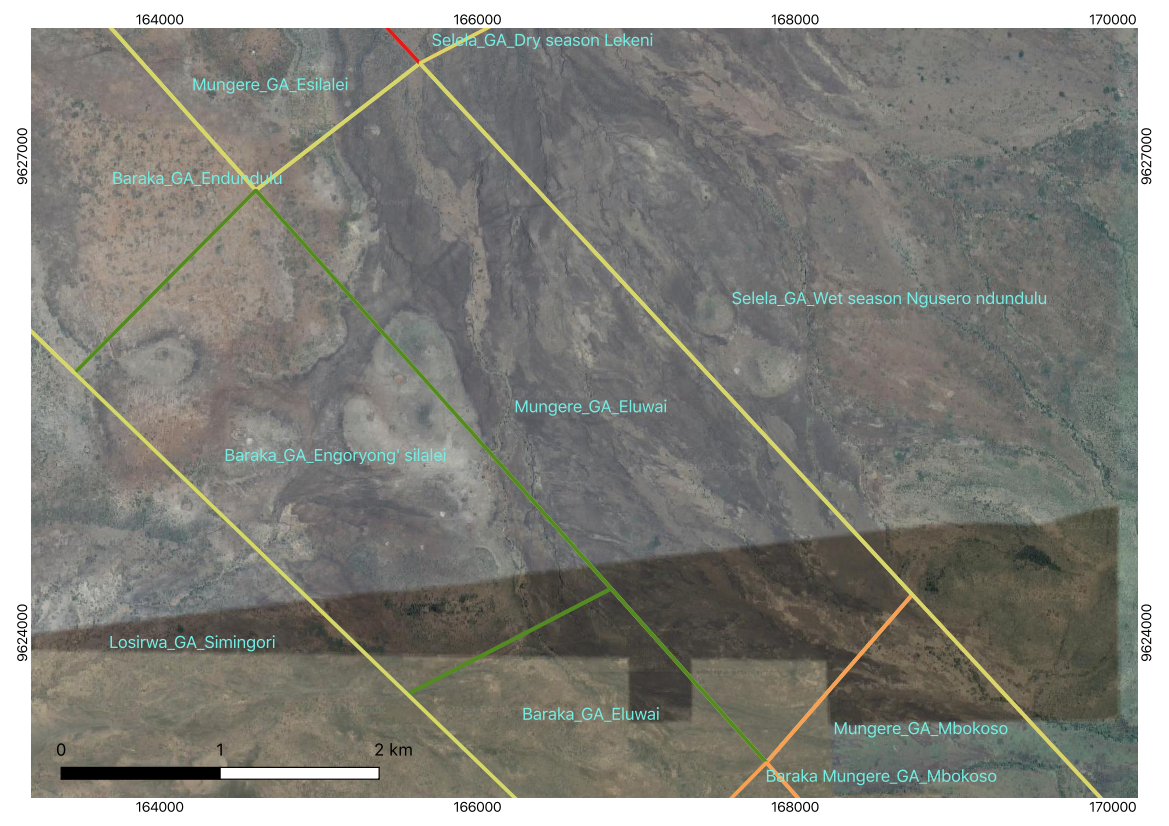 164000
166000
168000
170000
Selela_GA_Dry season Lekeni
Mungere_GA_Esilalei
9627000
9627000
Baraka_GA_Endundulu
Selela_GA_Wet season Ngusero ndundulu
Mungere_GA_Eluwai
Baraka_GA_Engoryong' silalei
9624000
9624000
Losirwa_GA_Simingori
Baraka_GA_Eluwai
Mungere_GA_Mbokoso
0
1
2 km
Baraka Mungere_GA_Mbokoso
164000
166000
168000
170000